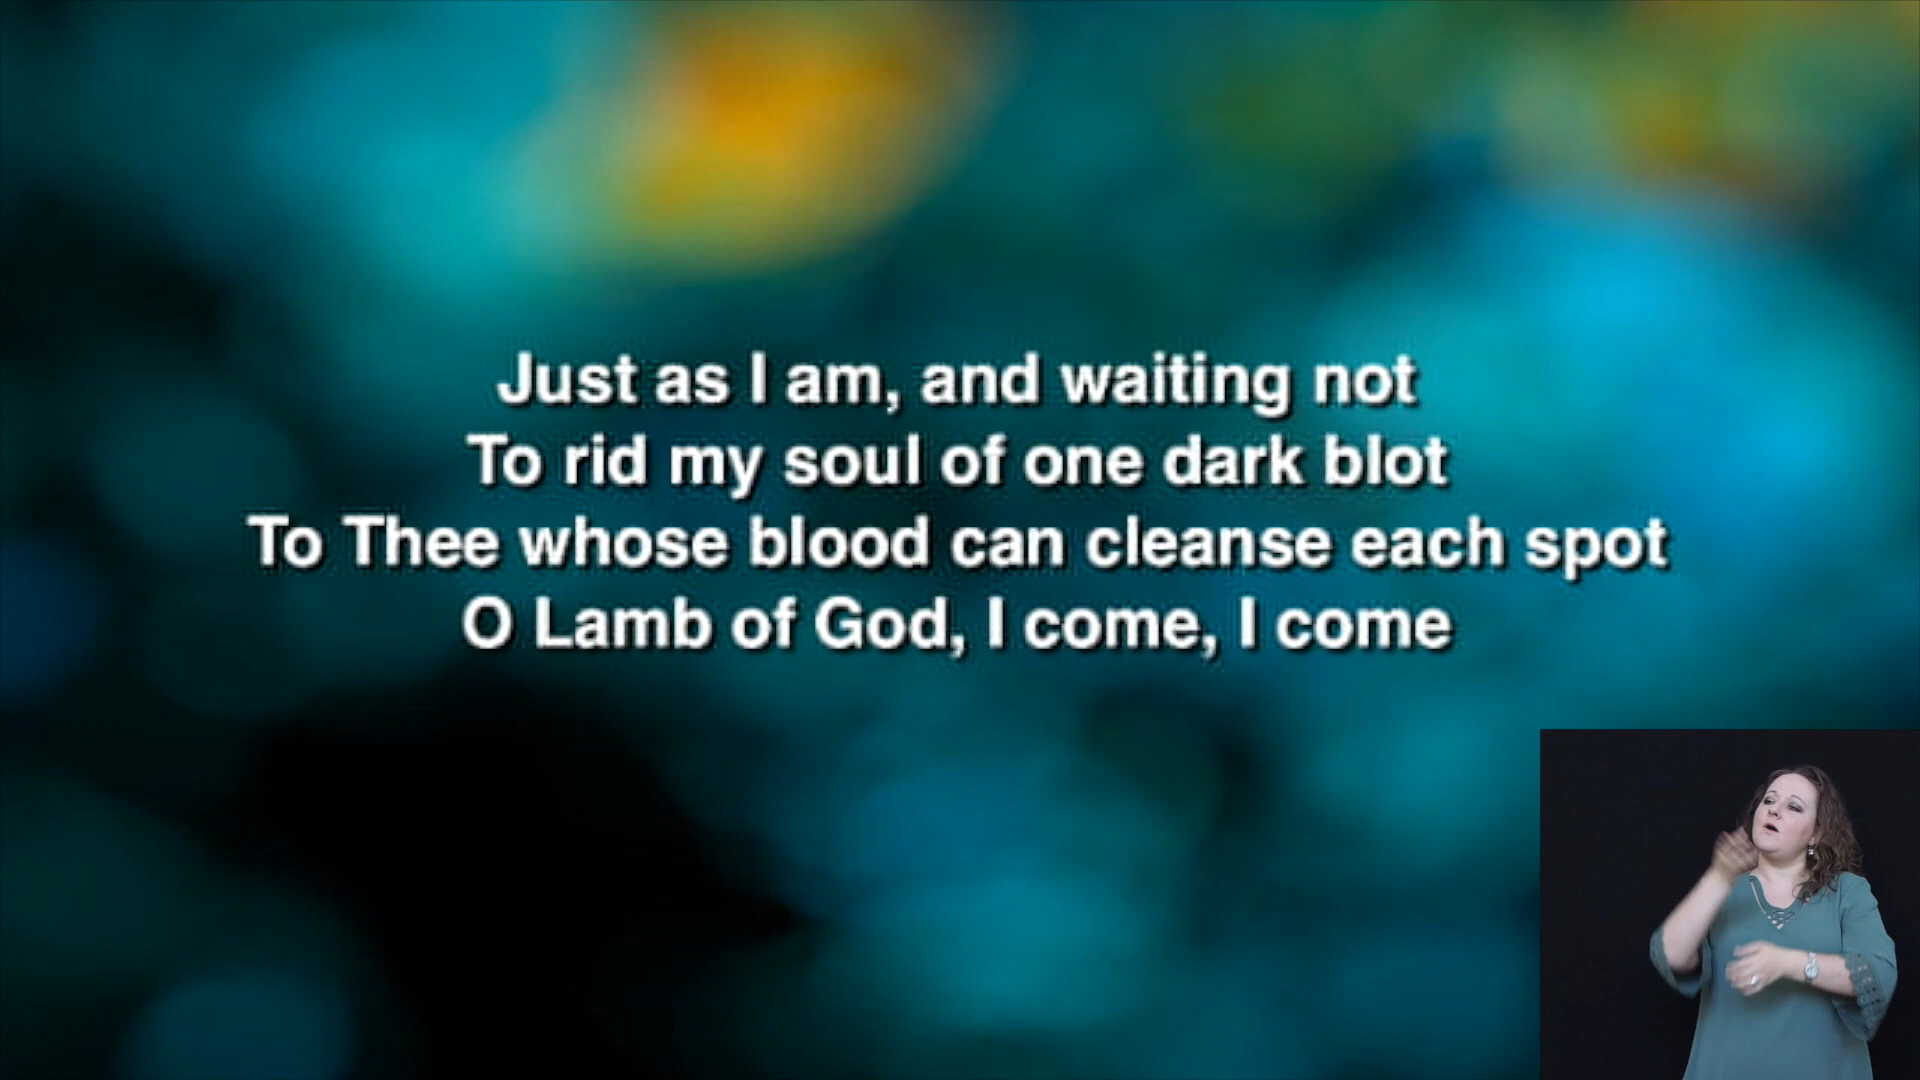 Just as I am, and waiting not
To rid my soul of one dark blot
To Thee whose blood can cleanse each spot
O Lamb of God, I come, I come